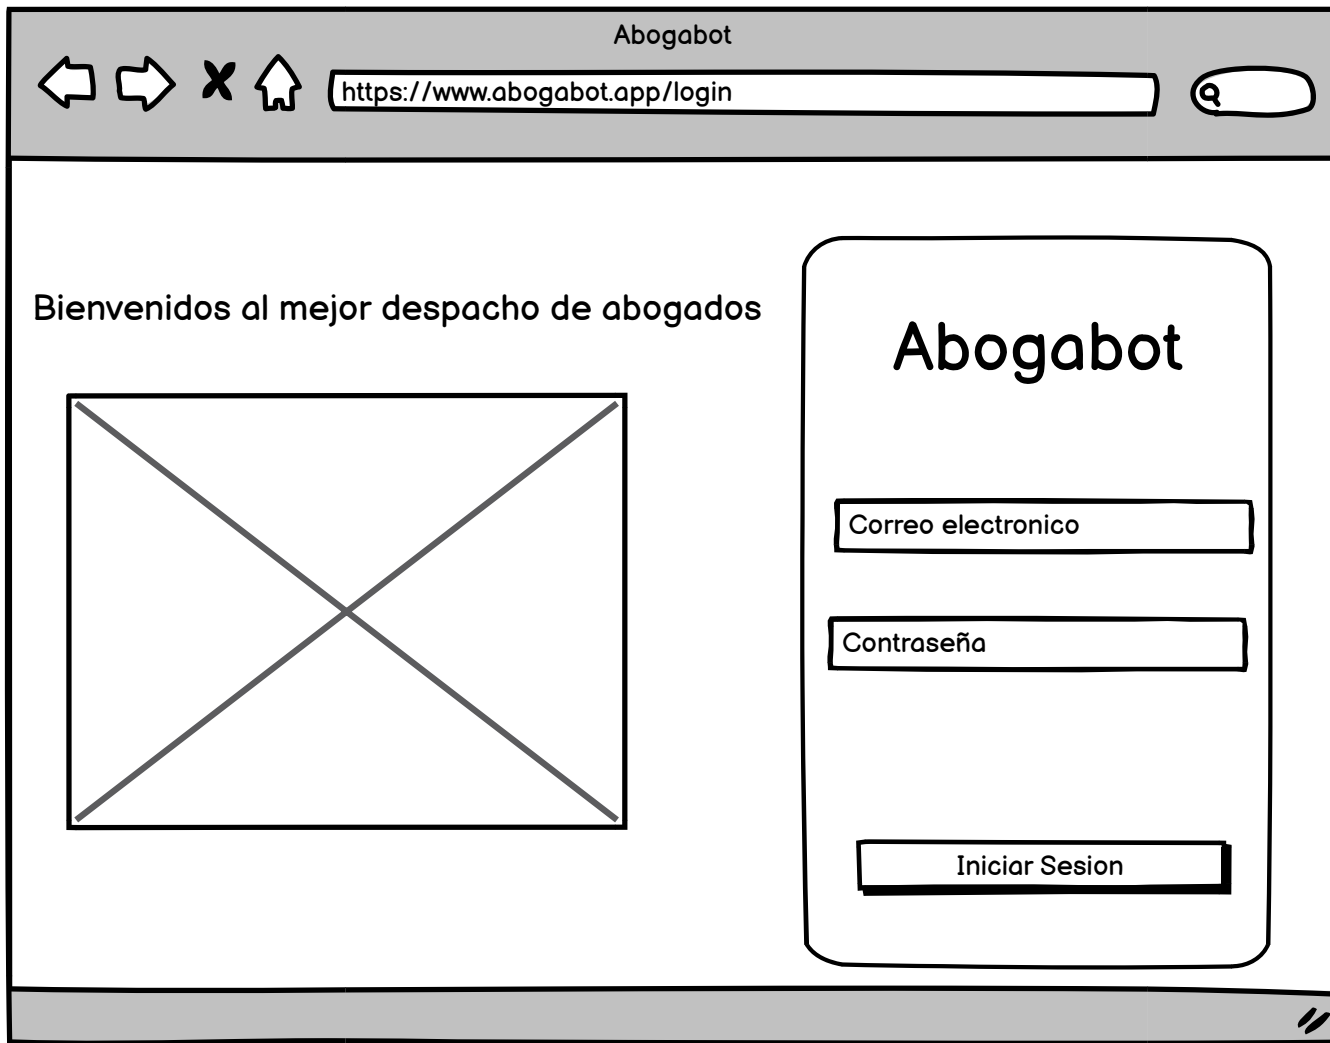 Abogabot
https://www.abogabot.app/login
Bienvenidos al mejor despacho de abogados
Abogabot
Correo electronico
Contraseña
Iniciar Sesion